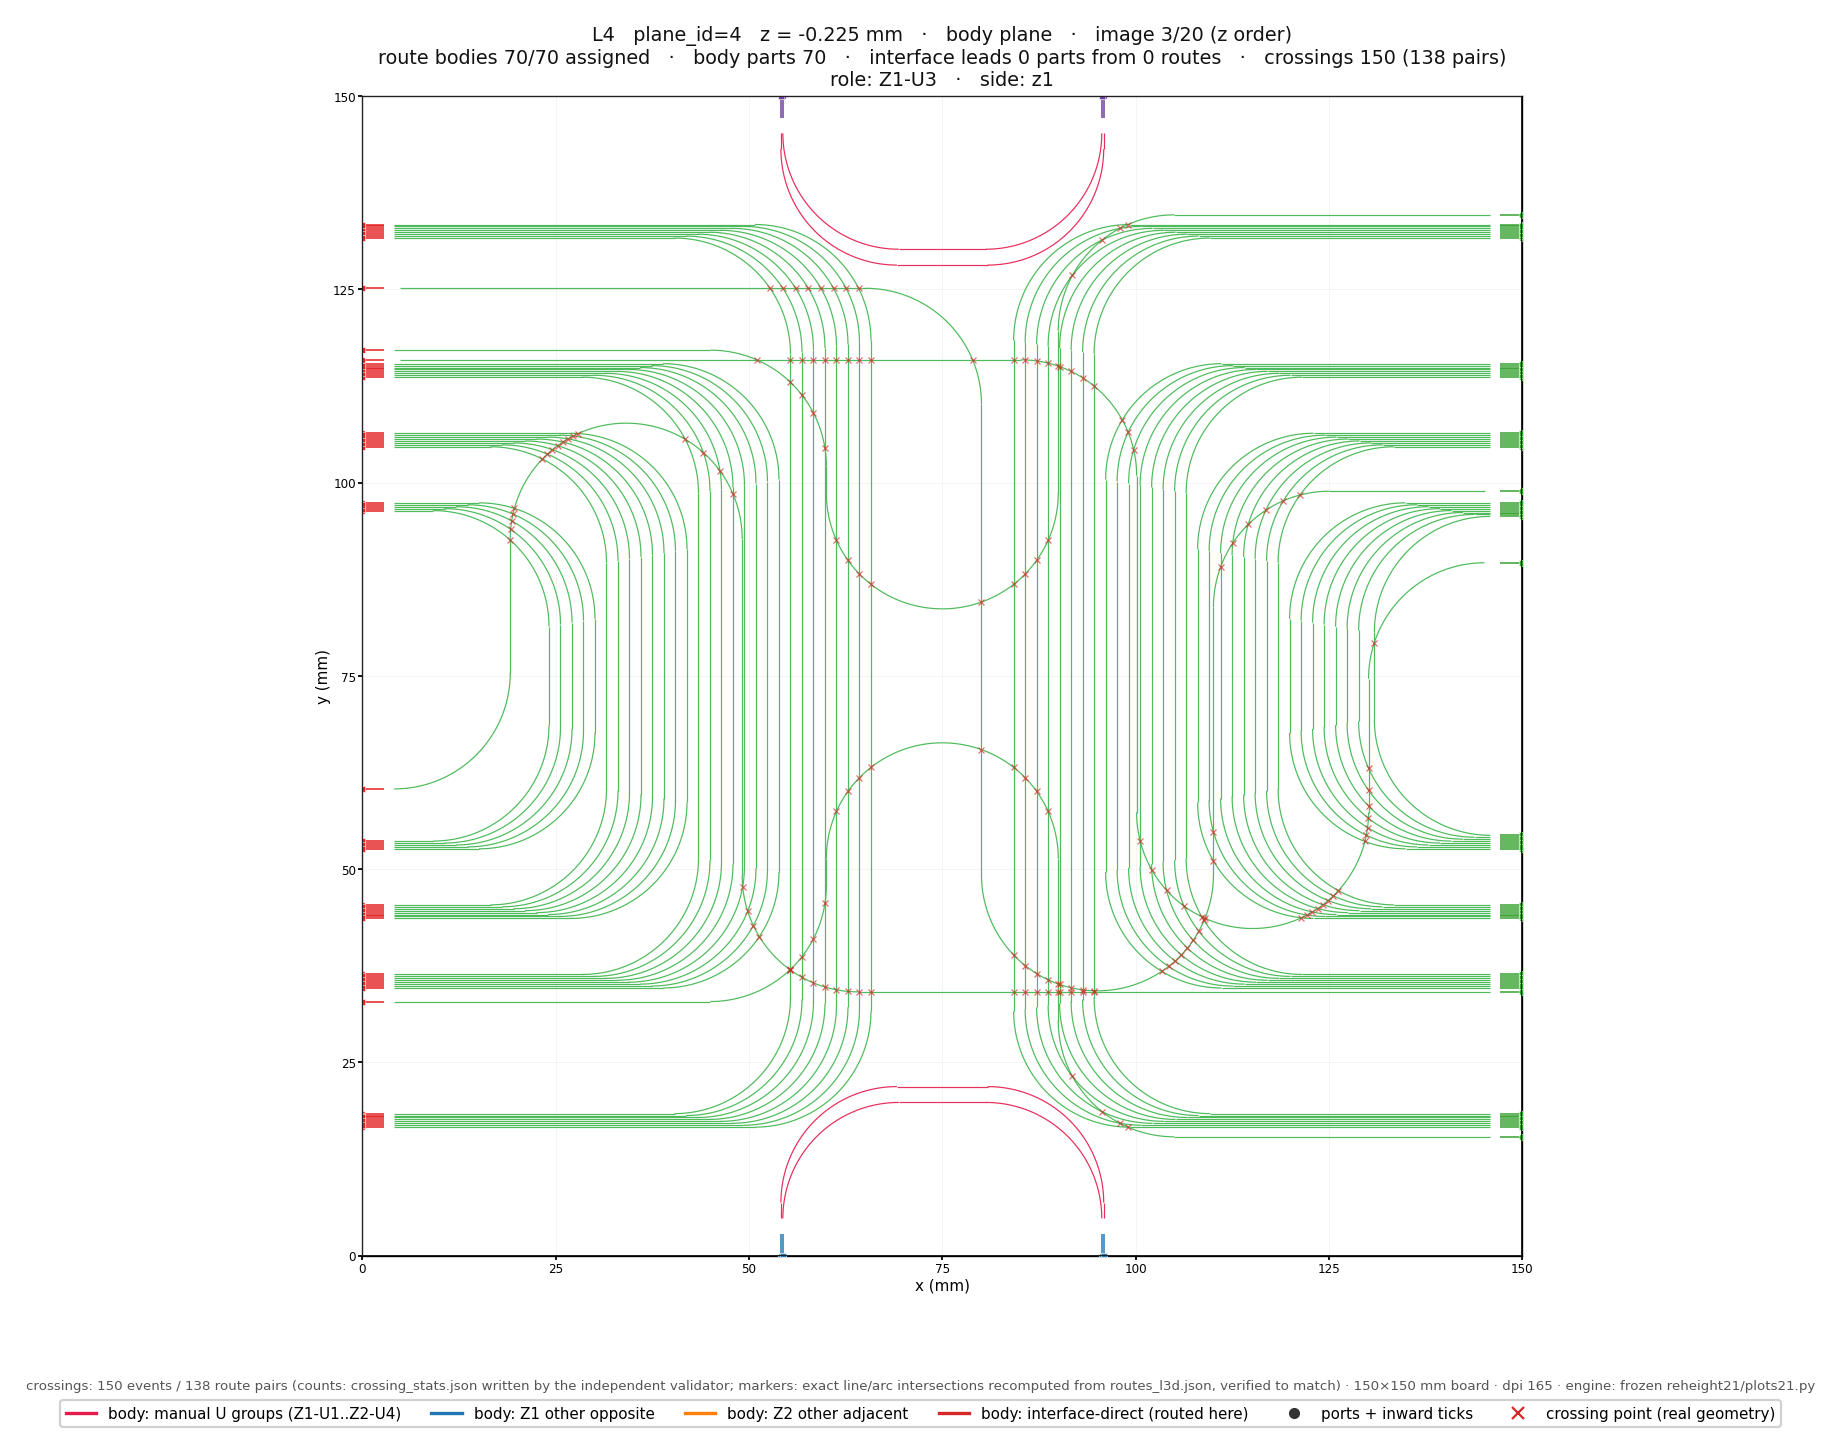 L4 plane_id=4 z = -0.225 mm · body plane · image 3/20 (z order)
route bodies 70/70 assigned · body parts 70 · interface leads 0 parts from 0 routes · crossings 150 (138 pairs)
role: Z1-U3 · side: z1
150
125
100
75
50
25
0
y (mm)
0 25 50 75 100 125 150
x (mm)
crossings: 150 events / 138 route pairs (counts: crossing_stats.json written by the independent validator; markers: exact line/arc intersections recomputed from routes_l3d.json, verified to match) · 150×150 mm board · dpi 165 · engine: frozen reheight21/plots21.py
body: manual U groups (Z1-U1..Z2-U4) body: Z1 other opposite body: Z2 other adjacent body: interface-direct (routed here) ports + inward ticks crossing point (real geometry)